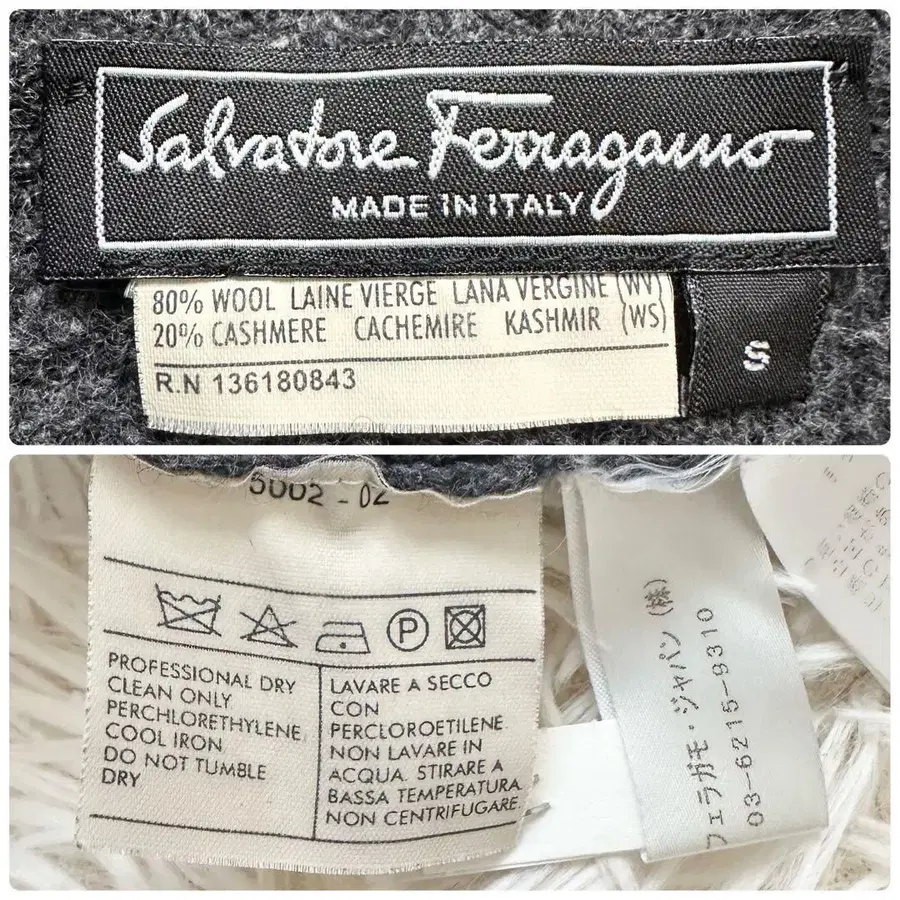 Salvatore Ferragamo
MADE IN ITALY
80% WOOL LAINE VIERGE LANA VERGINE (WV)
20% CASHMERE CACHEMIRE KASHMIR (WS)
R.N 136180843
S
5002 - 02
P
PROFESSIONAL DRY
CLEAN ONLY
PERCHLORETHYLENE
COOL IRON
DO NOT TUMBLE
DRY
LAVARE A SECCO
CON
PERCLOROETILENE.
NON LAVARE IN
ACQUA. STIRARE A
BASSA TEMPERATURA
NON CENTRIFUGARE.
フェラガモ・ジャパン(株)
03-6215-9310